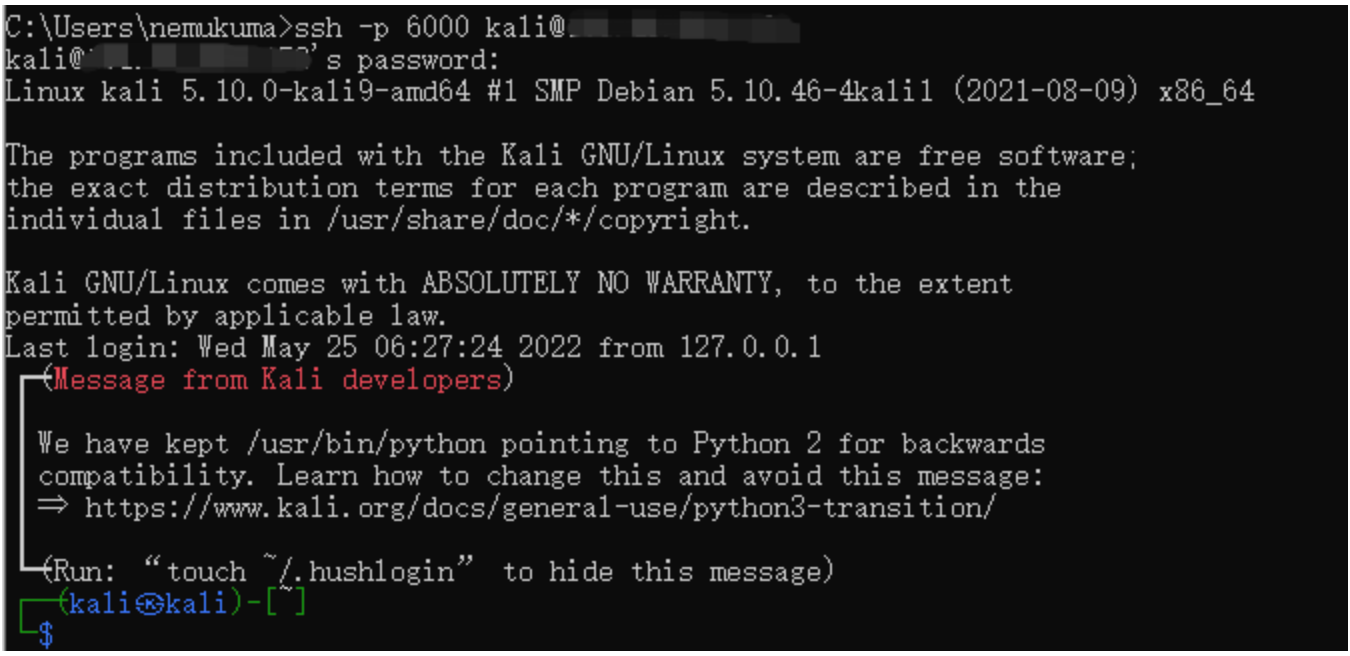 C:\Users\nemukuma>ssh -p 6000 kali@
kali@ 's password:
Linux kali 5.10.0-kali9-amd64 #1 SMP Debian 5.10.46-4kali1 (2021-08-09) x86_64
The programs included with the Kali GNU/Linux system are free software;
the exact distribution terms for each program are described in the
individual files in /usr/share/doc/*/copyright.
Kali GNU/Linux comes with ABSOLUTELY NO WARRANTY, to the extent
permitted by applicable law.
Last login: Wed May 25 06:27:24 2022 from 127.0.0.1
(Message from Kali developers)
We have kept /usr/bin/python pointing to Python 2 for backwards
compatibility. Learn how to change this and avoid this message:
⇒ https://www.kali.org/docs/general-use/python3-transition/
(Run: “touch ~/.hushlogin” to hide this message)
(kali㉿kali)-[~]
$